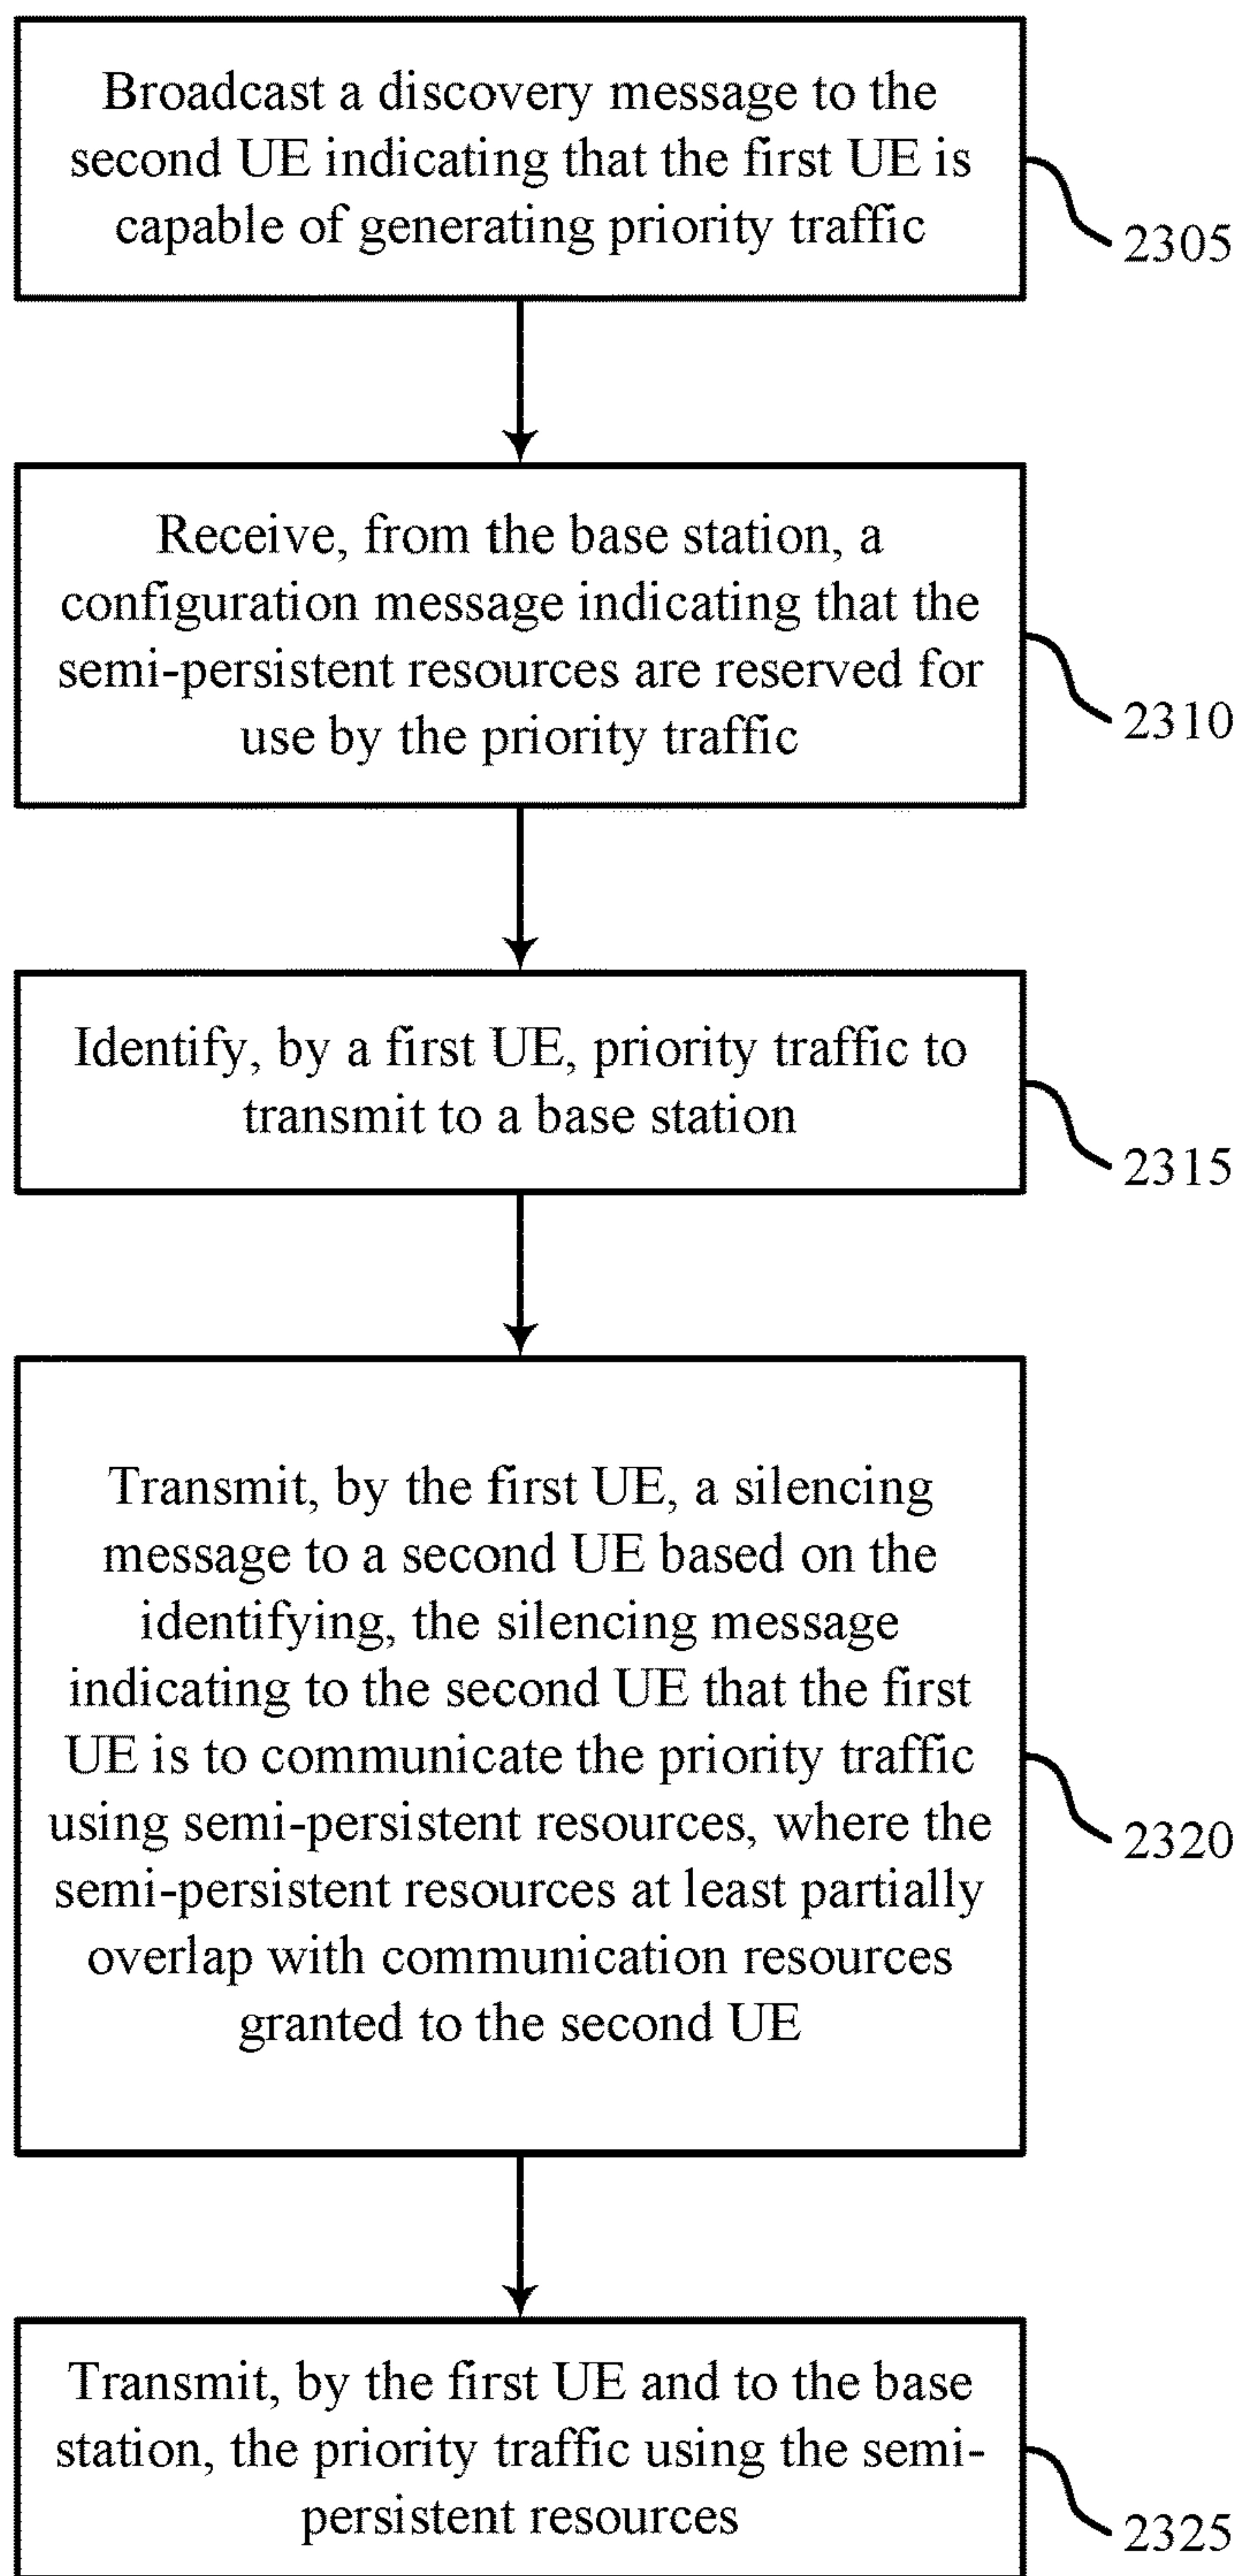 Broadcast a discovery message to the
second UE indicating that the first UE is
capable of generating priority traffic
2305
Receive, from the base station, a
configuration message indicating that the
semi-persistent resources are reserved for
use by the priority traffic
2310
Identify, by a first UE, priority traffic to
transmit to a base station
2315
Transmit, by the first UE, a silencing
message to a second UE based on the
identifying, the silencing message
indicating to the second UE that the first
UE is to communicate the priority traffic
using semi-persistent resources, where the
semi-persistent resources at least partially
overlap with communication resources
granted to the second UE
2320
Transmit, by the first UE and to the base
station, the priority traffic using the semi-
persistent resources
2325